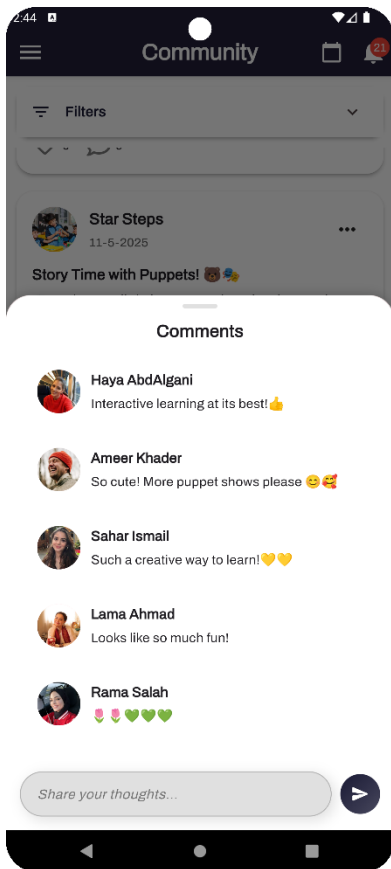 2:44
Community
21
Filters
Star Steps
11-5-2025
Story Time with Puppets! 🐻🎭
Comments
Haya AbdAlgani
Interactive learning at its best!👍
Ameer Khader
So cute! More puppet shows please 😊🥰
Sahar Ismail
Such a creative way to learn!💛💛
Lama Ahmad
Looks like so much fun!
Rama Salah
🌷🌷💚💚💚
Share your thoughts...